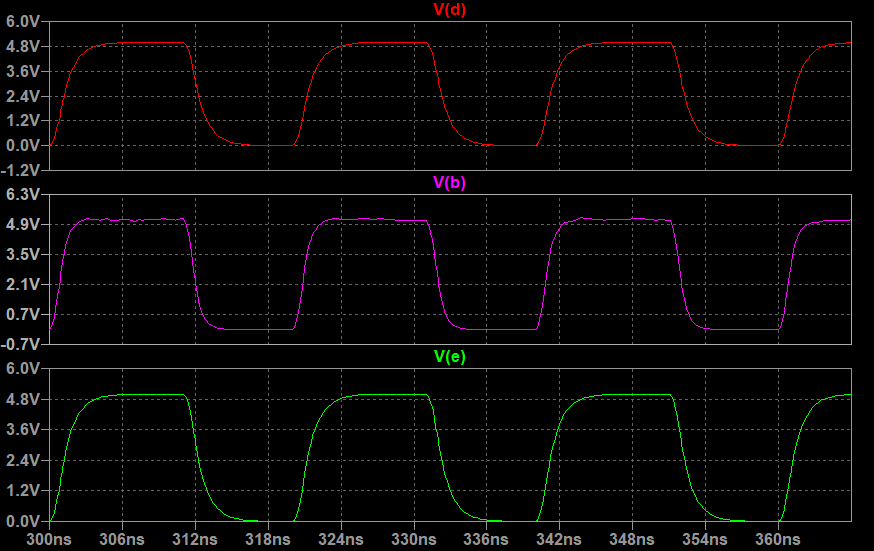 V(d)
6.0V
4.8V
3.6V
2.4V
1.2V
0.0V
-1.2V
V(b)
6.3V
4.9V
3.5V
2.1V
0.7V
-0.7V
V(e)
6.0V
4.8V
3.6V
2.4V
1.2V
0.0V
300ns 306ns 312ns 318ns 324ns 330ns 336ns 342ns 348ns 354ns 360ns